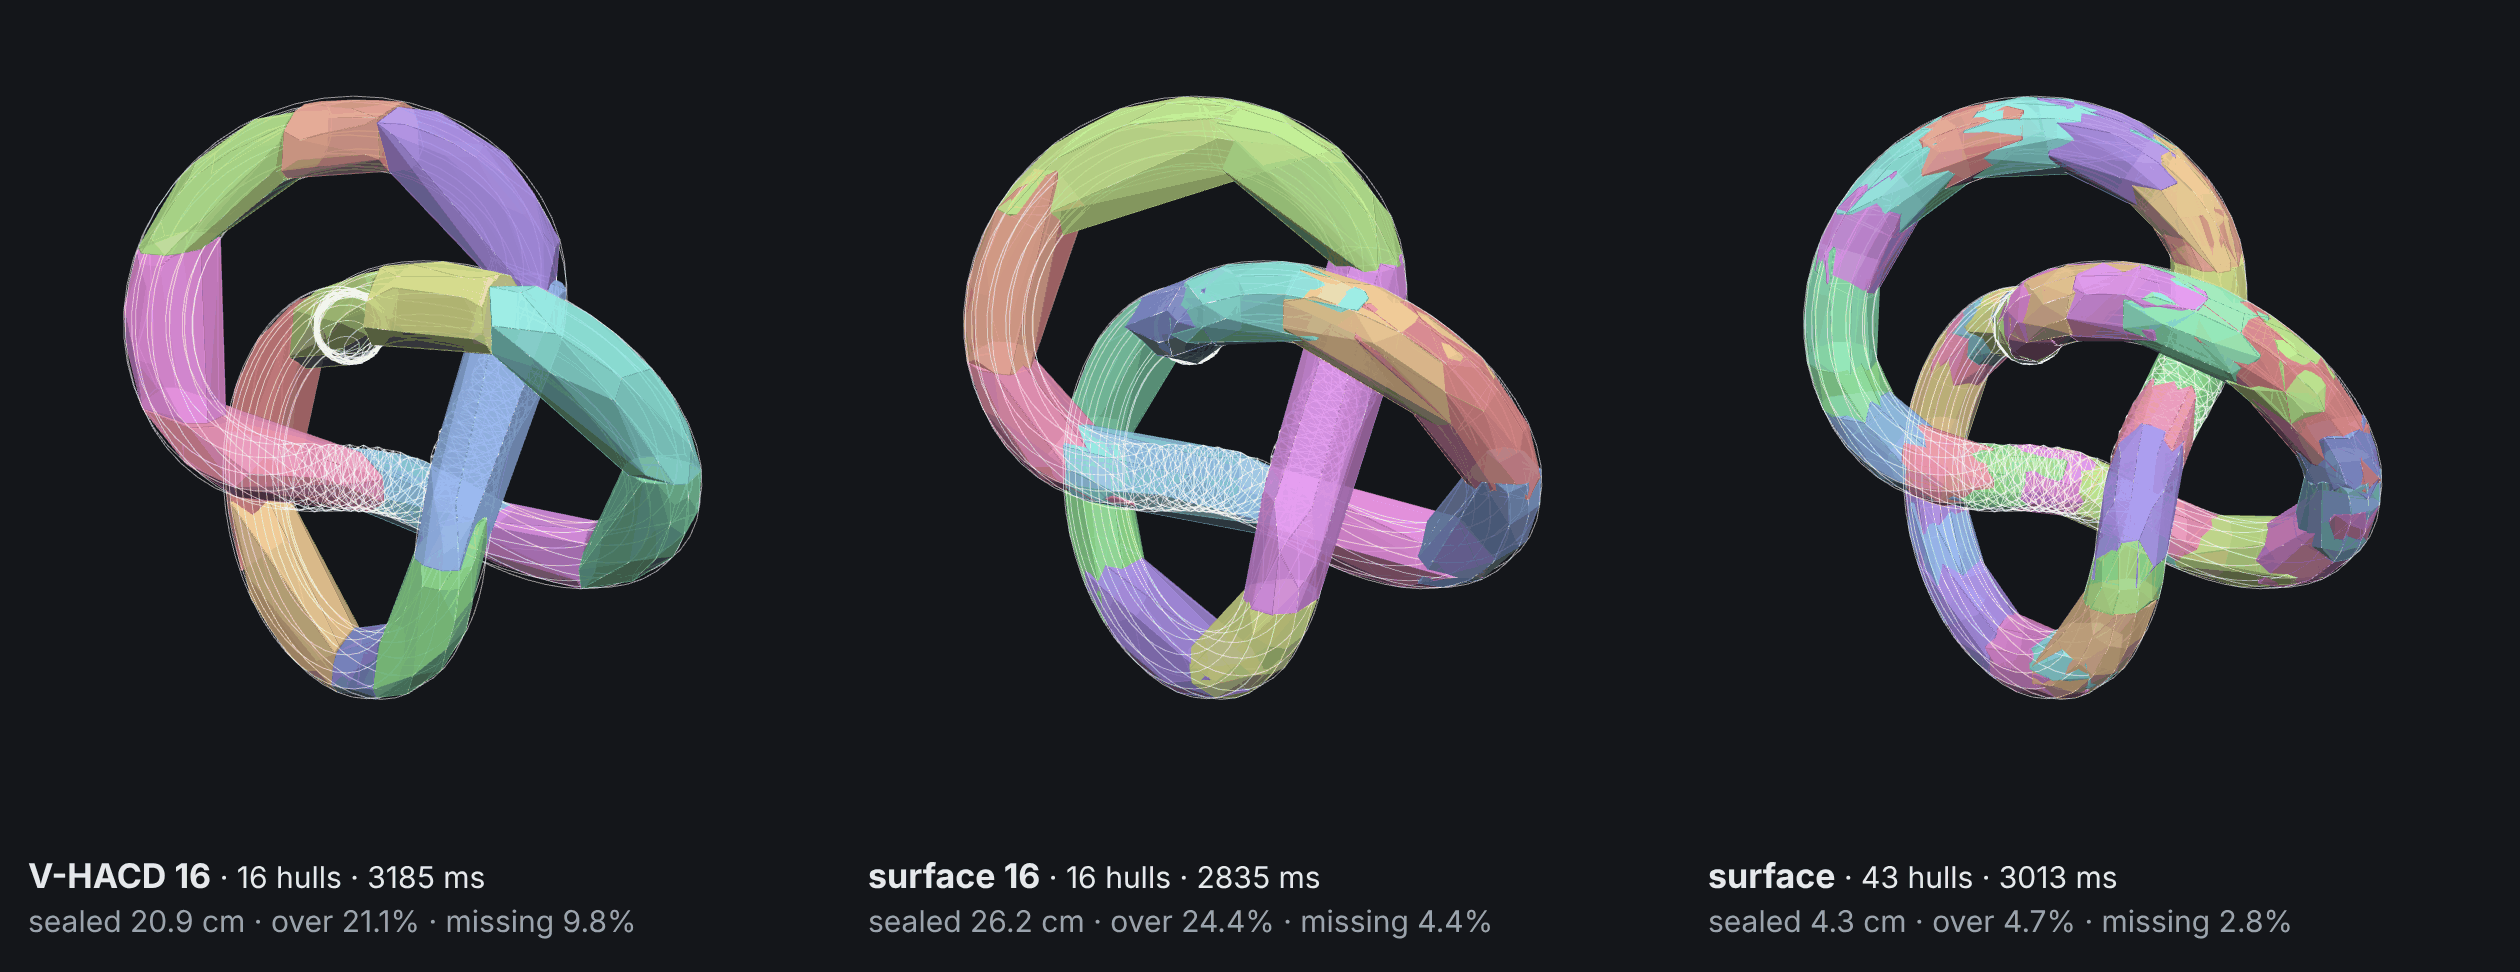 V-HACD 16 · 16 hulls · 3185 ms
sealed 20.9 cm · over 21.1% · missing 9.8%
surface 16 · 16 hulls · 2835 ms
sealed 26.2 cm · over 24.4% · missing 4.4%
surface · 43 hulls · 3013 ms
sealed 4.3 cm · over 4.7% · missing 2.8%